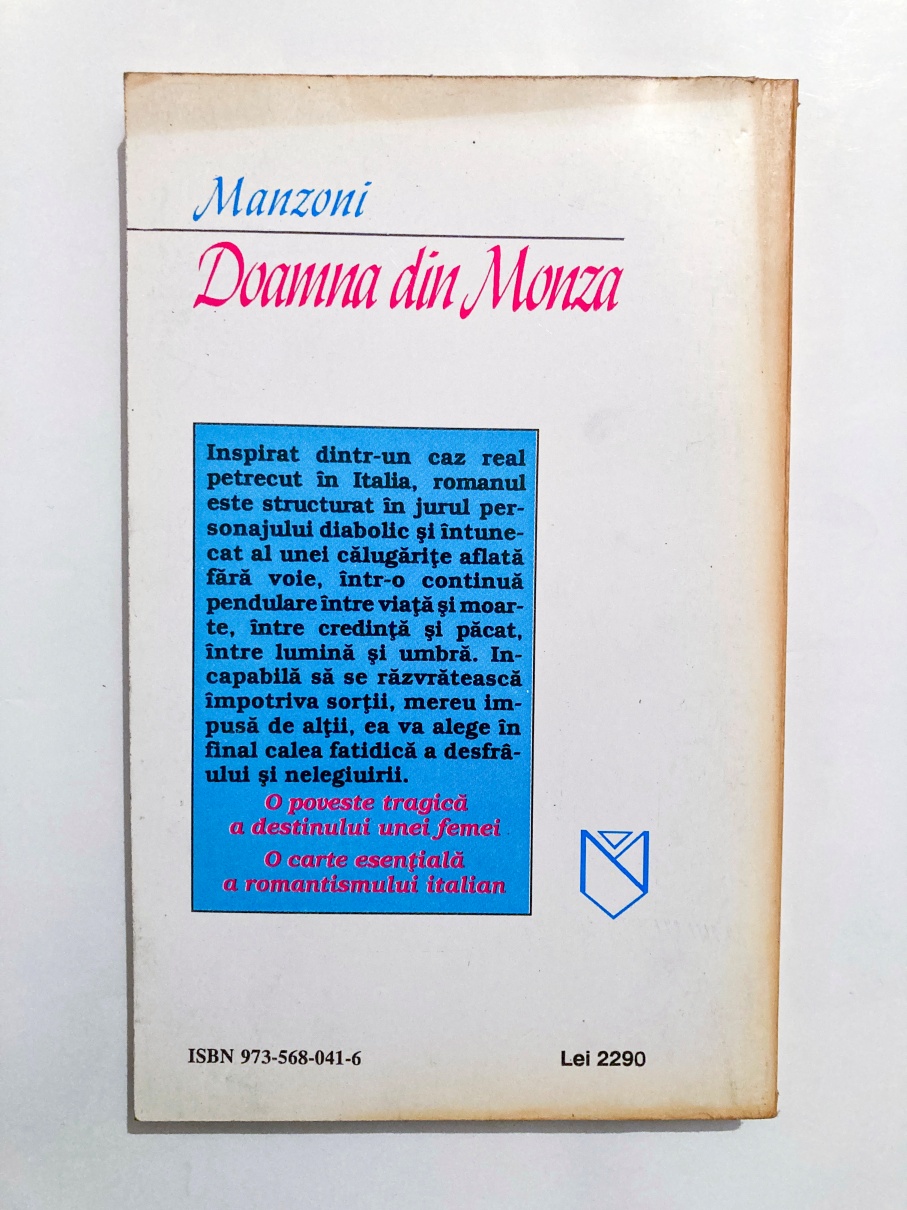 Manzoni
Doamna din Monza
Inspirat dintr-un caz real
petrecut în Italia, romanul
este structurat în jurul per-
sonajului diabolic şi întune-
cat al unei călugăriţe aflată
fără voie, într-o continuă
pendulare între viaţă şi moar-
te, între credinţă şi păcat,
între lumină şi umbră. In-
capabilă să se răzvrătească
împotriva sorţii, mereu im-
pusă de alţii, ea va alege în
final calea fatidică a desfrâ-
ului şi nelegiuirii.
O poveste tragică
a destinului unei femei
O carte esenţială
a romantismului italian
ISBN 973-568-041-6
Lei 2290